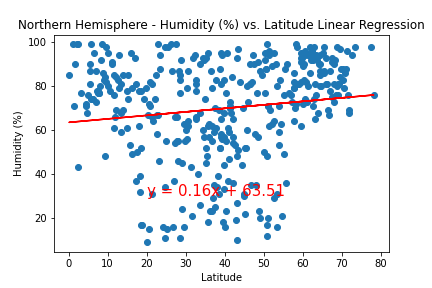 Northern Hemisphere - Humidity (%) vs. Latitude Linear Regression
100
80
60
40
20
Humidity (%)
y = 0.16x + 63.51
0 10 20 30 40 50 60 70 80
Latitude